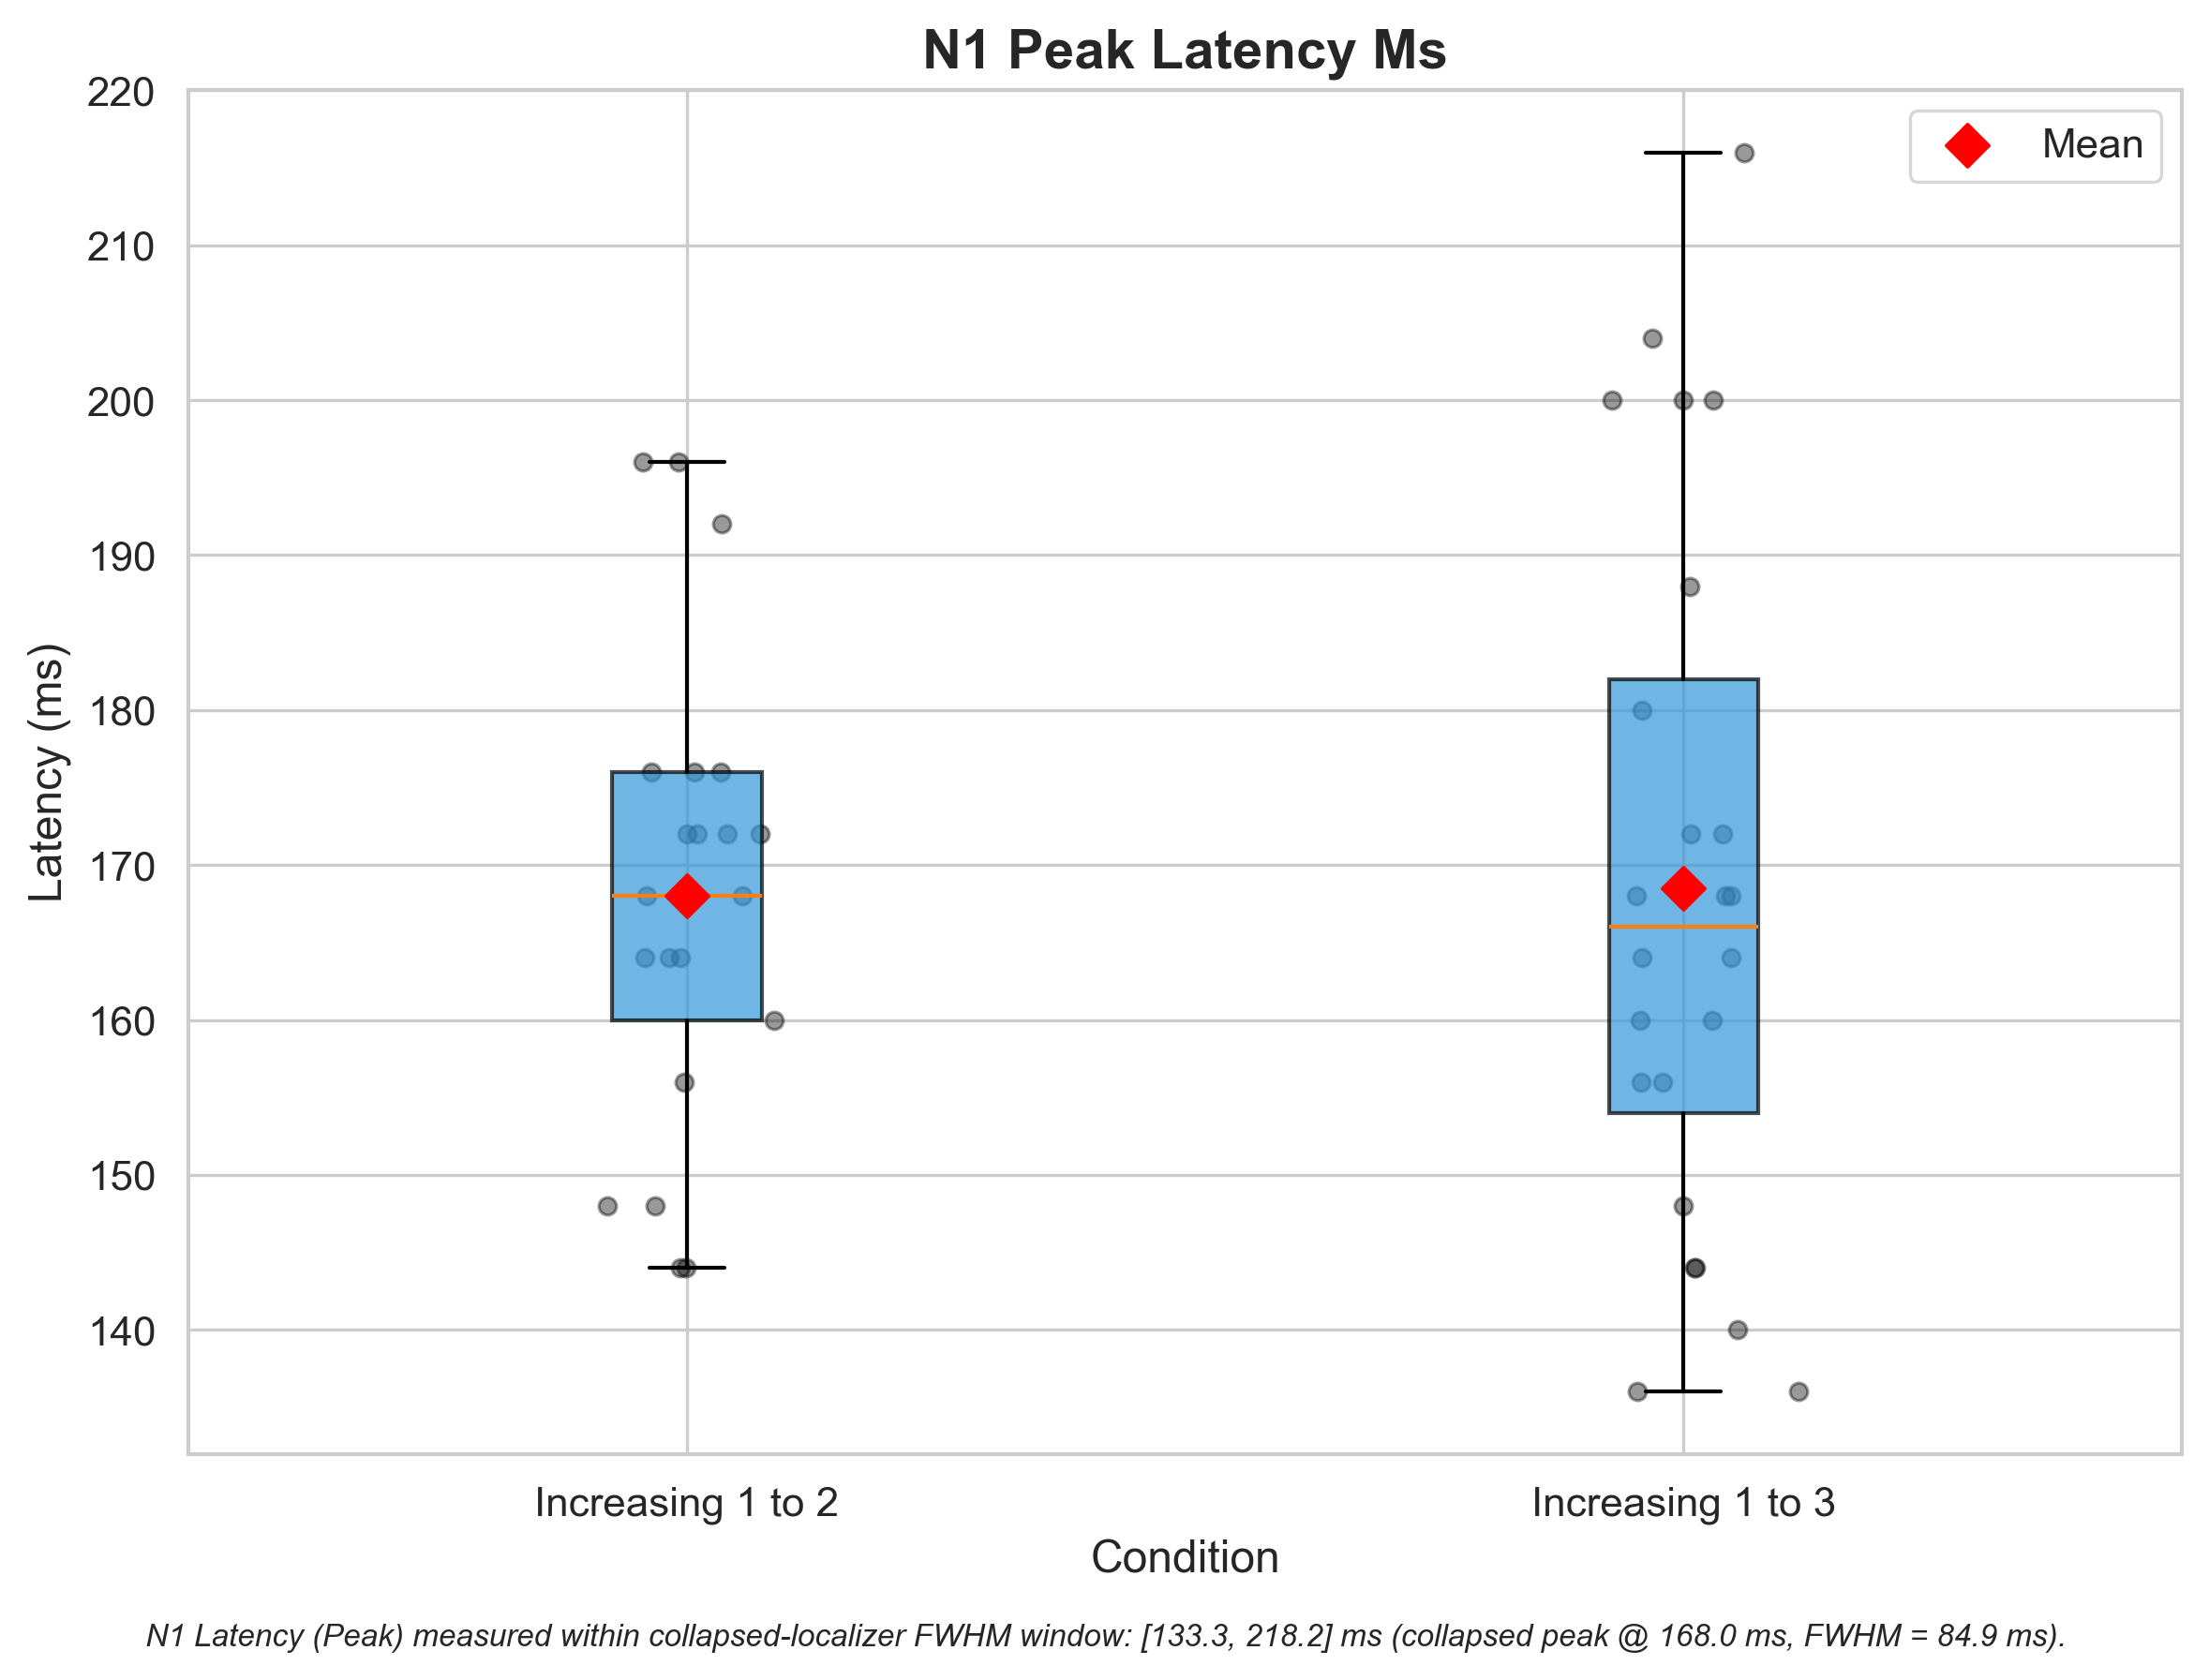 N1 Peak Latency Ms
Mean
220
210
200
190
180
170
160
150
140
Latency (ms)
Increasing 1 to 2
Increasing 1 to 3
Condition
N1 Latency (Peak) measured within collapsed-localizer FWHM window: [133.3, 218.2] ms (collapsed peak @ 168.0 ms, FWHM = 84.9 ms).